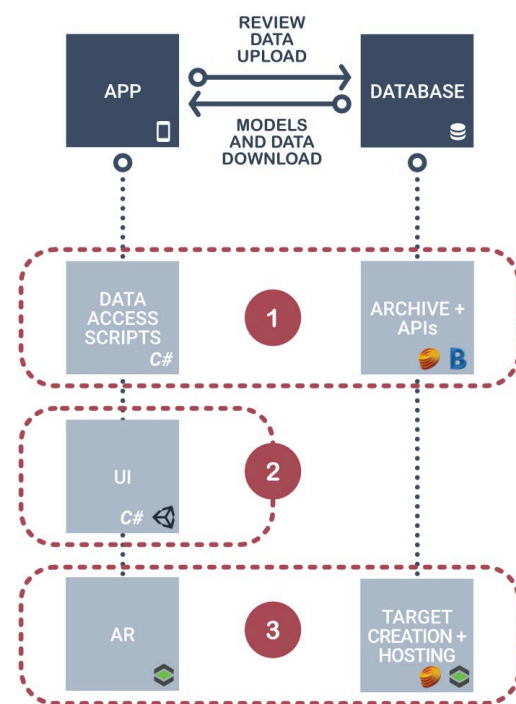 REVIEW
DATA
UPLOAD
APP
DATABASE
MODELS
AND DATA
DOWNLOAD
DATA
ACCESS
SCRIPTS
C#
1
ARCHIVE +
APIs
B
UI
C#
2
AR
3
TARGET
CREATION +
HOSTING